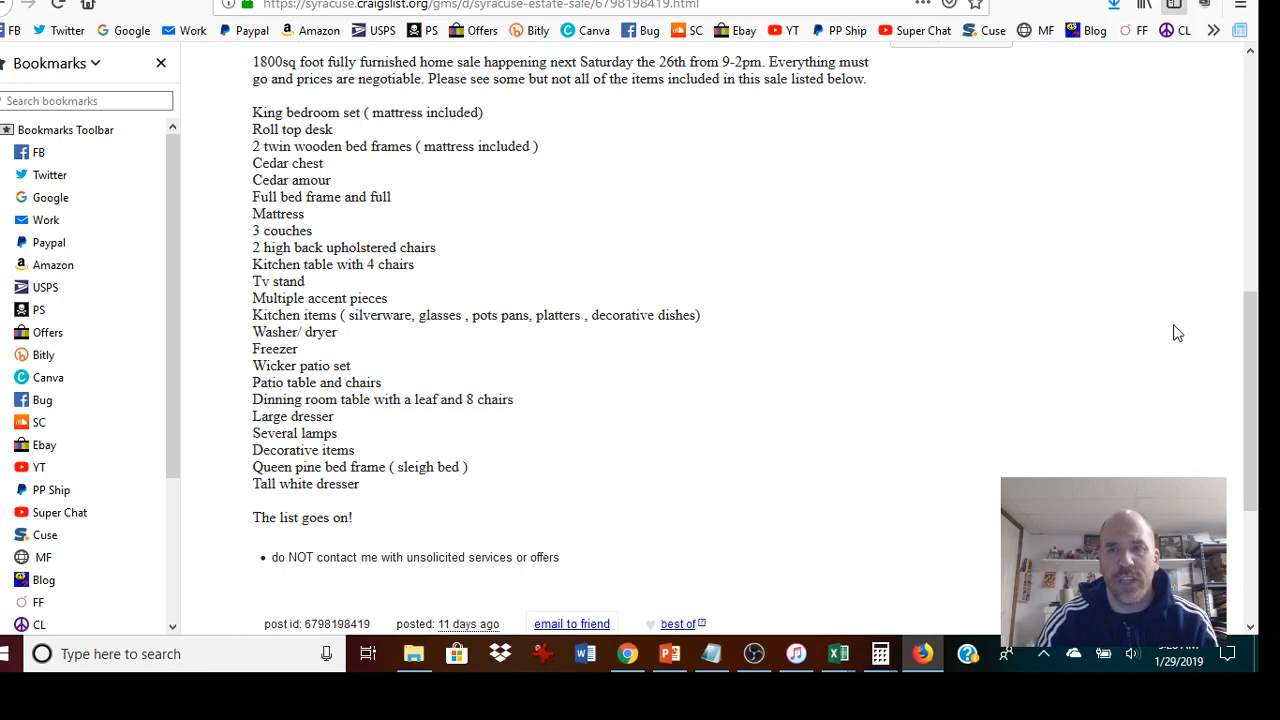 https://syracuse.craigslist.org/gms/d/syracuse-estate-sale/6798198419.html
FB Twitter Google Work Paypal Amazon USPS PS Offers Bitly Canva Bug SC Ebay YT PP Ship Super Chat Cuse MF Blog FF CL
Bookmarks
Search bookmarks
Bookmarks Toolbar
FB
Twitter
Google
Work
Paypal
Amazon
USPS
PS
Offers
Bitly
Canva
Bug
SC
Ebay
YT
PP Ship
Super Chat
Cuse
MF
Blog
FF
CL
1800sq foot fully furnished home sale happening next Saturday the 26th from 9-2pm. Everything must
go and prices are negotiable. Please see some but not all of the items included in this sale listed below.
King bedroom set ( mattress included)
Roll top desk
2 twin wooden bed frames ( mattress included )
Cedar chest
Cedar amour
Full bed frame and full
Mattress
3 couches
2 high back upholstered chairs
Kitchen table with 4 chairs
Tv stand
Multiple accent pieces
Kitchen items ( silverware, glasses , pots pans, platters , decorative dishes)
Washer/ dryer
Freezer
Wicker patio set
Patio table and chairs
Dinning room table with a leaf and 8 chairs
Large dresser
Several lamps
Decorative items
Queen pine bed frame ( sleigh bed )
Tall white dresser
The list goes on!
• do NOT contact me with unsolicited services or offers
post id: 6798198419 posted: 11 days ago email to friend best of [?]
Type here to search
1/29/2019